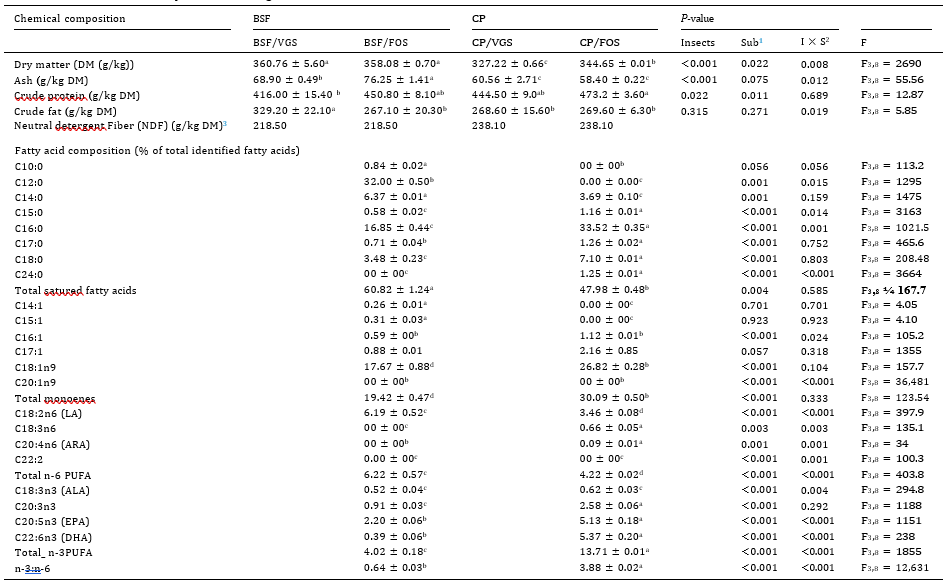 Chemical composition BSF CP P-value
BSF/VGS BSF/FOS CP/VGS CP/FOS Insects Sub⁴ I × S² F
Dry matter (DM (g/kg)) 360.76 ± 5.60ᵃ 358.08 ± 0.70ᵃ 327.22 ± 0.66ᶜ 344.65 ± 0.01ᵇ <0.001 0.022 0.008 F₃,₈ = 2690
Ash (g/kg DM) 68.90 ± 0.49ᵇ 76.25 ± 1.41ᵃ 60.56 ± 2.71ᶜ 58.40 ± 0.22ᶜ <0.001 0.075 0.012 F₃,₈ = 55.56
Crude protein (g/kg DM) 416.00 ± 15.40 ᵇ 450.80 ± 8.10ᵃᵇ 444.50 ± 9.0ᵃᵇ 473.2 ± 3.60ᵃ 0.022 0.011 0.689 F₃,₈ = 12.87
Crude fat (g/kg DM) 329.20 ± 22.10ᵃ 267.10 ± 20.30ᵇ 268.60 ± 15.60ᵇ 269.60 ± 6.30ᵇ 0.315 0.271 0.019 F₃,₈ = 5.85
Neutral detergent Fiber (NDF) (g/kg DM)³ 218.50 218.50 238.10 238.10
Fatty acid composition (% of total identified fatty acids)
C10:0 0.84 ± 0.02ᵃ 00 ± 00ᵇ 0.056 0.056 F₃,₈ = 113.2
C12:0 32.00 ± 0.50ᵇ 0.00 ± 0.00ᶜ 0.001 0.015 F₃,₈ = 1295
C14:0 6.37 ± 0.01ᵃ 3.69 ± 0.10ᶜ 0.001 0.159 F₃,₈ = 1475
C15:0 0.58 ± 0.02ᶜ 1.16 ± 0.01ᵃ <0.001 0.014 F₃,₈ = 3163
C16:0 16.85 ± 0.44ᶜ 33.52 ± 0.35ᵃ <0.001 0.001 F₃,₈ = 1021.5
C17:0 0.71 ± 0.04ᵇ 1.26 ± 0.02ᵃ <0.001 0.752 F₃,₈ = 465.6
C18:0 3.48 ± 0.23ᶜ 7.10 ± 0.01ᵃ <0.001 0.803 F₃,₈ = 208.48
C24:0 00 ± 00ᶜ 1.25 ± 0.01ᵃ <0.001 <0.001 F₃,₈ = 3664
Total satured fatty acids 60.82 ± 1.24ᵃ 47.98 ± 0.48ᵇ 0.004 0.585 F₃,₈ ¼ 167.7
C14:1 0.26 ± 0.01ᵃ 0.00 ± 00ᶜ 0.701 0.701 F₃,₈ = 4.05
C15:1 0.31 ± 0.03ᵃ 0.00 ± 00ᶜ 0.923 0.923 F₃,₈ = 4.10
C16:1 0.59 ± 00ᵇ 1.12 ± 0.01ᵇ <0.001 0.024 F₃,₈ = 105.2
C17:1 0.88 ± 0.01 2.16 ± 0.85 0.057 0.318 F₃,₈ = 1355
C18:1n9 17.67 ± 0.88ᵈ 26.82 ± 0.28ᵇ <0.001 0.104 F₃,₈ = 157.7
C20:1n9 00 ± 00ᵇ 00 ± 00ᵇ <0.001 <0.001 F₃,₈ = 36,481
Total monoenes 19.42 ± 0.47ᵈ 30.09 ± 0.50ᵇ <0.001 0.333 F₃,₈ = 123.54
C18:2n6 (LA) 6.19 ± 0.52ᶜ 3.46 ± 0.08ᵈ <0.001 <0.001 F₃,₈ = 397.9
C18:3n6 00 ± 00ᶜ 0.66 ± 0.05ᵃ 0.003 0.003 F₃,₈ = 135.1
C20:4n6 (ARA) 00 ± 00ᵇ 0.09 ± 0.01ᵃ 0.001 0.001 F₃,₈ = 34
C22:2 0.00 ± 00ᶜ 00 ± 00ᶜ <0.001 0.001 F₃,₈ = 100.3
Total n-6 PUFA 6.22 ± 0.57ᶜ 4.22 ± 0.02ᵈ <0.001 <0.001 F₃,₈ = 403.8
C18:3n3 (ALA) 0.52 ± 0.04ᶜ 0.62 ± 0.03ᶜ <0.001 0.004 F₃,₈ = 294.8
C20:3n3 0.91 ± 0.03ᶜ 2.58 ± 0.06ᵃ <0.001 0.292 F₃,₈ = 1188
C20:5n3 (EPA) 2.20 ± 0.06ᵇ 5.13 ± 0.18ᵃ <0.001 <0.001 F₃,₈ = 1151
C22:6n3 (DHA) 0.39 ± 0.06ᵇ 5.37 ± 0.20ᵃ <0.001 <0.001 F₃,₈ = 238
Total_ n-3PUFA 4.02 ± 0.18ᶜ 13.71 ± 0.01ᵃ <0.001 <0.001 F₃,₈ = 1855
n-3:n-6 0.64 ± 0.03ᵇ 3.88 ± 0.02ᵃ <0.001 <0.001 F₃,₈ = 12,631